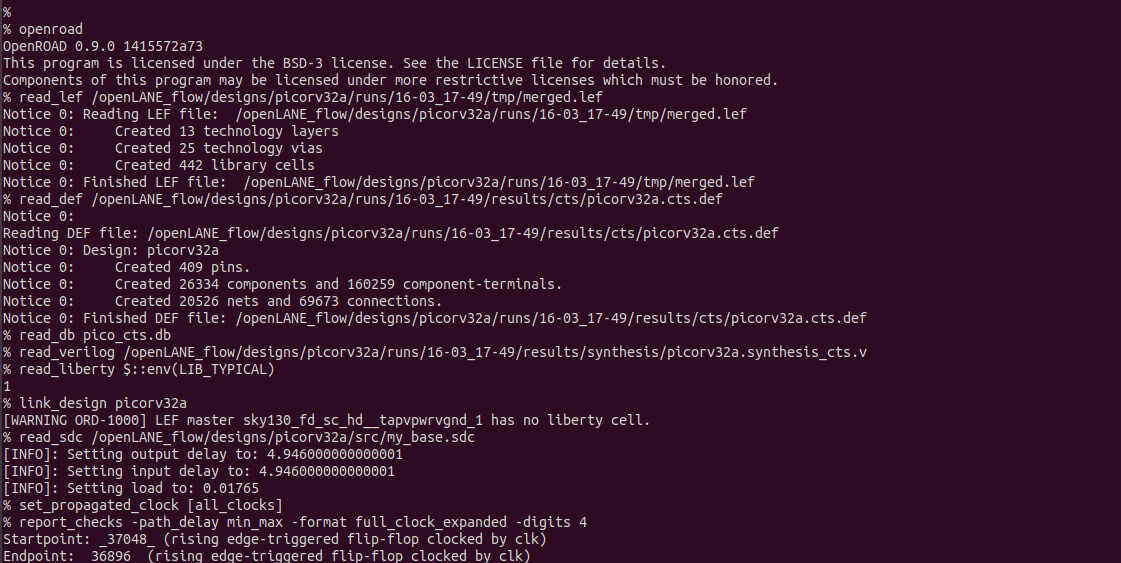 %
% openroad
OpenROAD 0.9.0 1415572a73
This program is licensed under the BSD-3 license. See the LICENSE file for details.
Components of this program may be licensed under more restrictive licenses which must be honored.
% read_lef /openLANE_flow/designs/picorv32a/runs/16-03_17-49/tmp/merged.lef
Notice 0: Reading LEF file:  /openLANE_flow/designs/picorv32a/runs/16-03_17-49/tmp/merged.lef
Notice 0:     Created 13 technology layers
Notice 0:     Created 25 technology vias
Notice 0:     Created 442 library cells
Notice 0: Finished LEF file:  /openLANE_flow/designs/picorv32a/runs/16-03_17-49/tmp/merged.lef
% read_def /openLANE_flow/designs/picorv32a/runs/16-03_17-49/results/cts/picorv32a.cts.def
Notice 0:
Reading DEF file: /openLANE_flow/designs/picorv32a/runs/16-03_17-49/results/cts/picorv32a.cts.def
Notice 0: Design: picorv32a
Notice 0:     Created 409 pins.
Notice 0:     Created 26334 components and 160259 component-terminals.
Notice 0:     Created 20526 nets and 69673 connections.
Notice 0: Finished DEF file: /openLANE_flow/designs/picorv32a/runs/16-03_17-49/results/cts/picorv32a.cts.def
% read_db pico_cts.db
% read_verilog /openLANE_flow/designs/picorv32a/runs/16-03_17-49/results/synthesis/picorv32a.synthesis_cts.v
% read_liberty $::env(LIB_TYPICAL)
1
% link_design picorv32a
[WARNING ORD-1000] LEF master sky130_fd_sc_hd__tapvpwrvgnd_1 has no liberty cell.
% read_sdc /openLANE_flow/designs/picorv32a/src/my_base.sdc
[INFO]: Setting output delay to: 4.946000000000001
[INFO]: Setting input delay to: 4.946000000000001
[INFO]: Setting load to: 0.01765
% set_propagated_clock [all_clocks]
% report_checks -path_delay min_max -format full_clock_expanded -digits 4
Startpoint: _37048_ (rising edge-triggered flip-flop clocked by clk)
Endpoint: _36896_ (rising edge-triggered flip-flop clocked by clk)